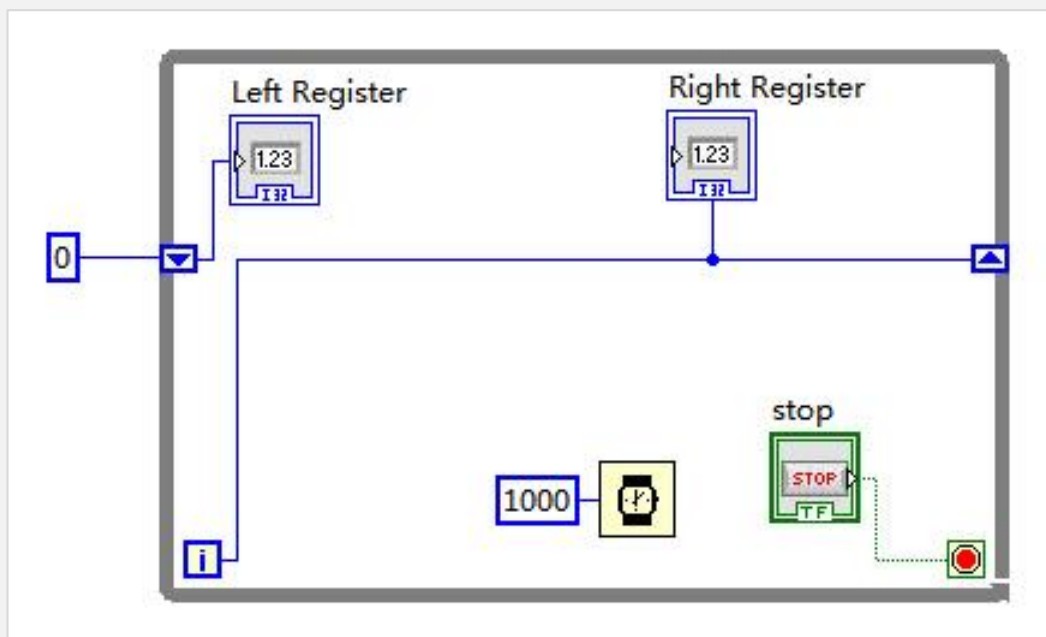 Left Register
Right Register
1.23
I32
1.23
I32
0
stop
STOP
TF
1000
i